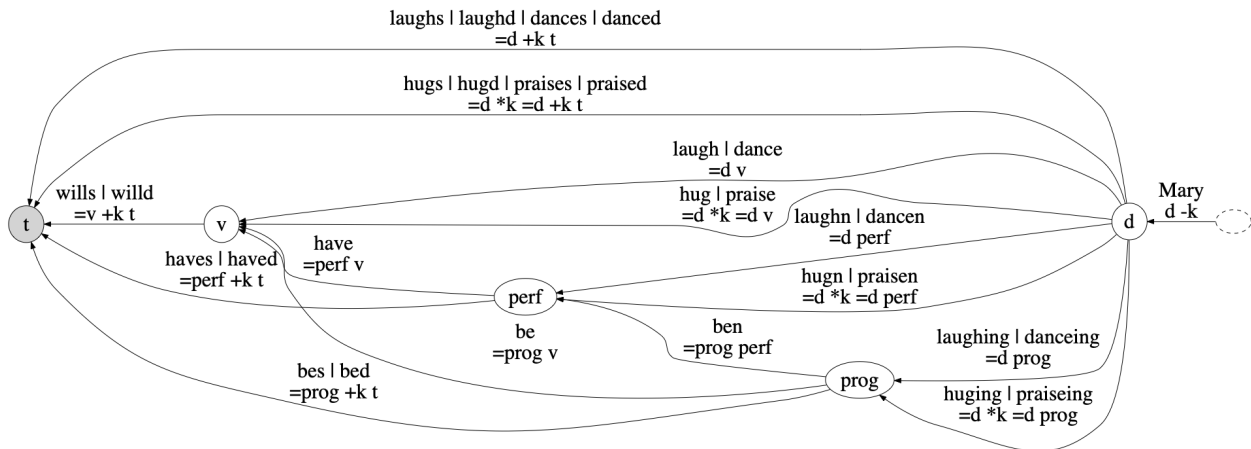 laughs | laughd | dances | danced
=d +k t
hugs | hugd | praises | praised
=d *k =d +k t
laugh | dance
=d v
hug | praise
=d *k =d v
wills | willd
=v +k t
laughn | dancen
=d perf
Mary
d -k
t
v
d
have
=perf v
haves | haved
=perf +k t
hugn | praisen
=d *k =d perf
perf
be
=prog v
ben
=prog perf
laughing | danceing
=d prog
bes | bed
=prog +k t
prog
huging | praiseing
=d *k =d prog